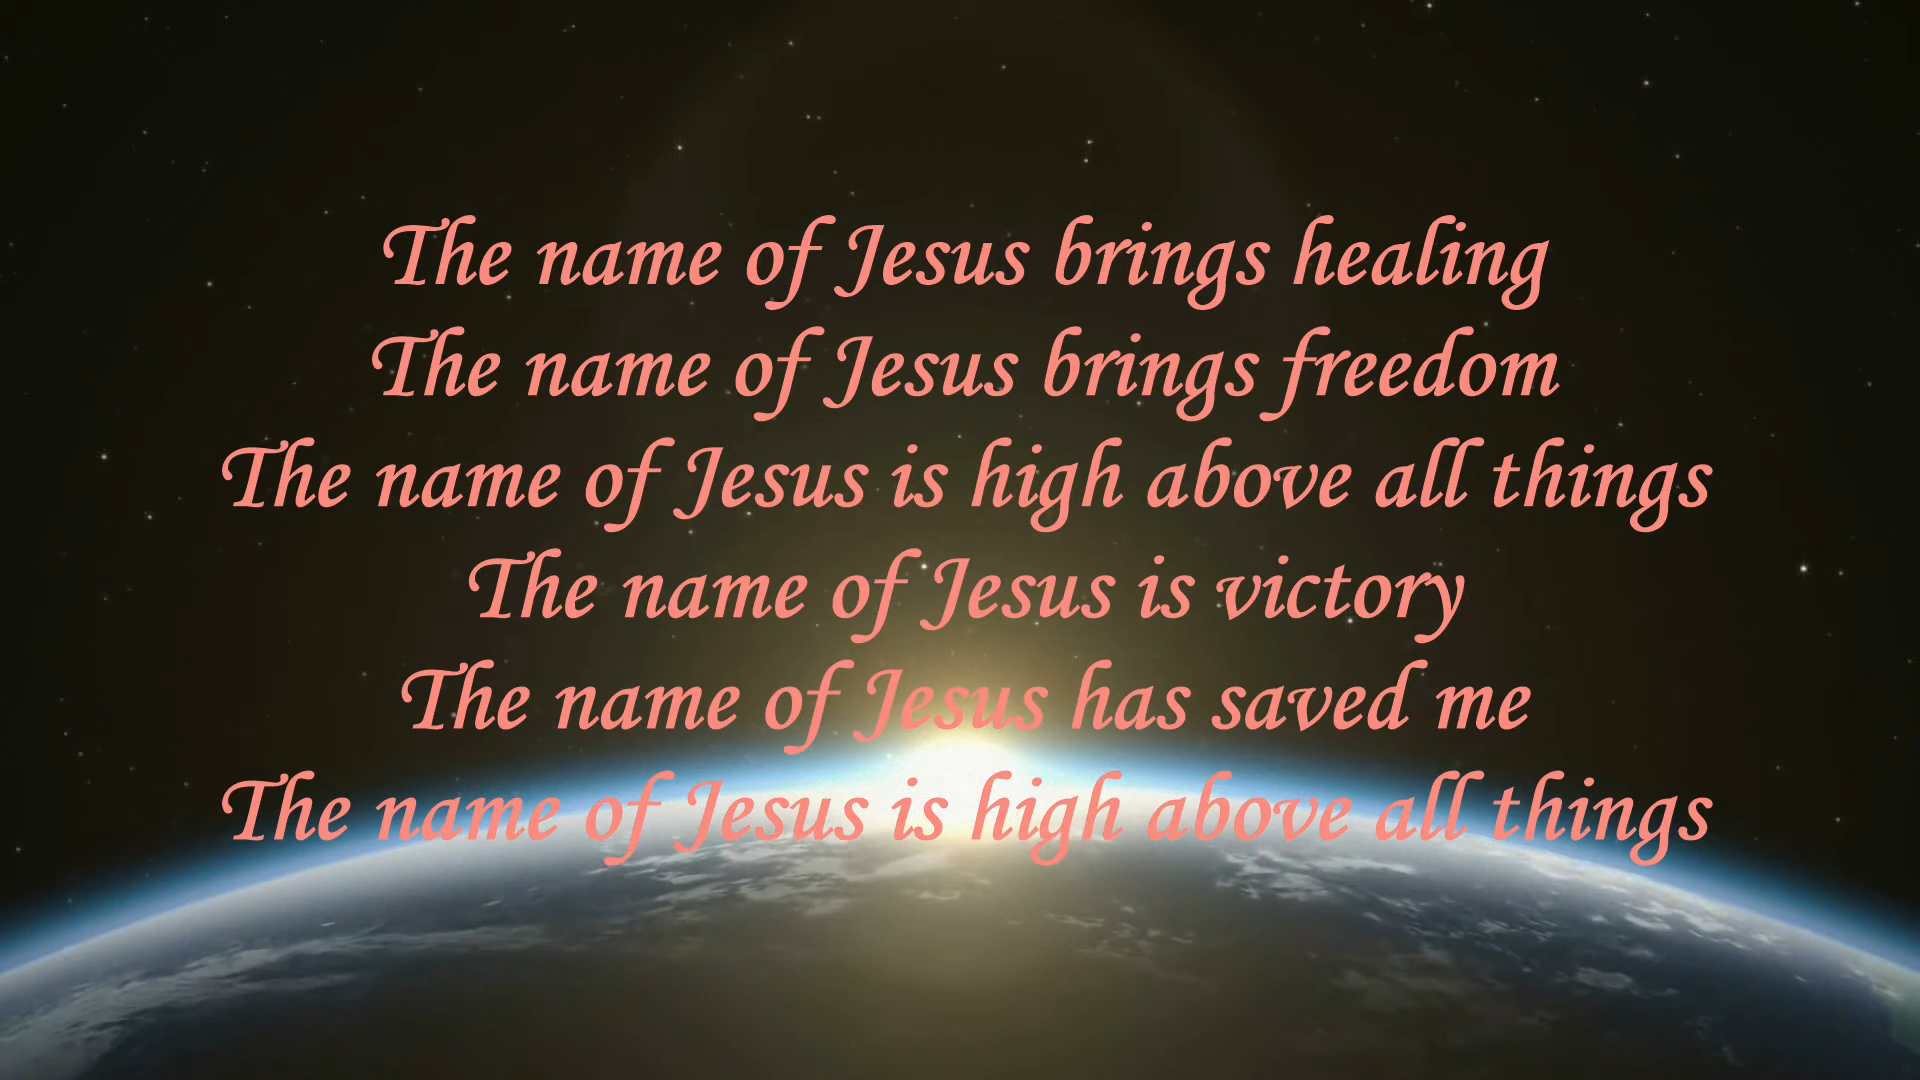 The name of Jesus brings healing
The name of Jesus brings freedom
The name of Jesus is high above all things
The name of Jesus is victory
The name of Jesus has saved me
The name of Jesus is high above all things